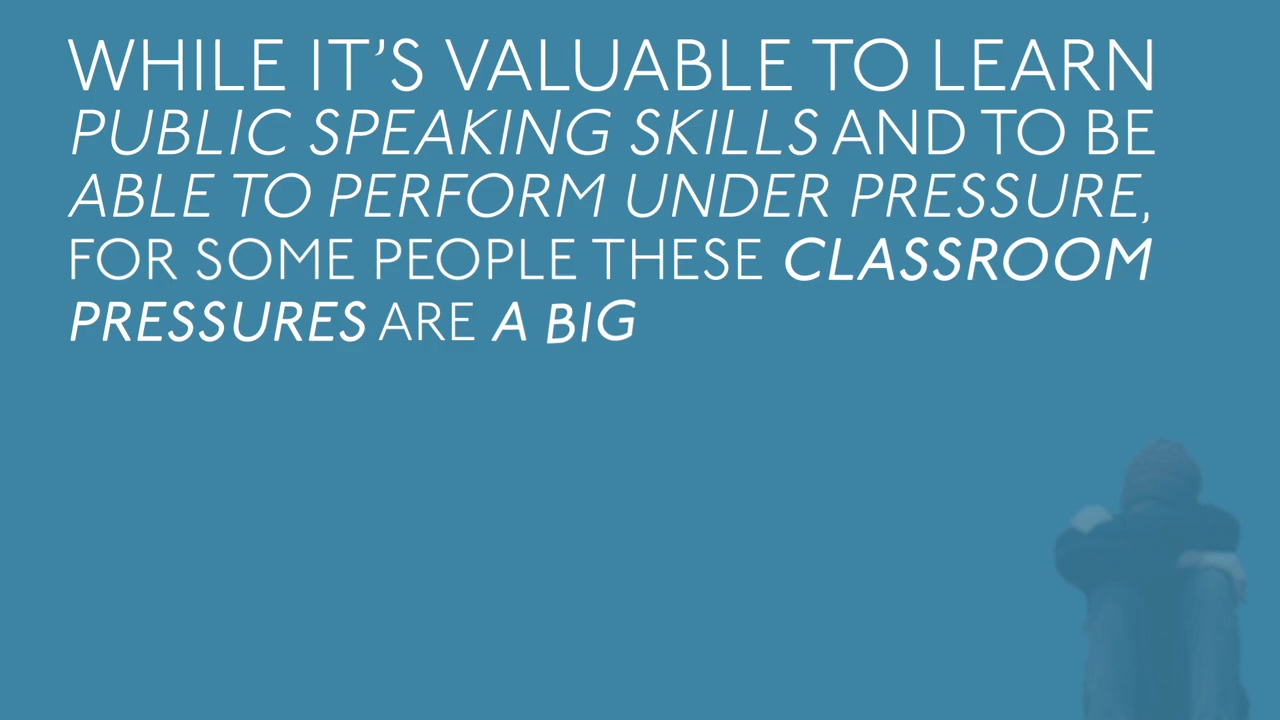 WHILE IT’S VALUABLE TO LEARN
PUBLIC SPEAKING SKILLS AND TO BE
ABLE TO PERFORM UNDER PRESSURE,
FOR SOME PEOPLE THESE CLASSROOM
PRESSURES ARE A BIG